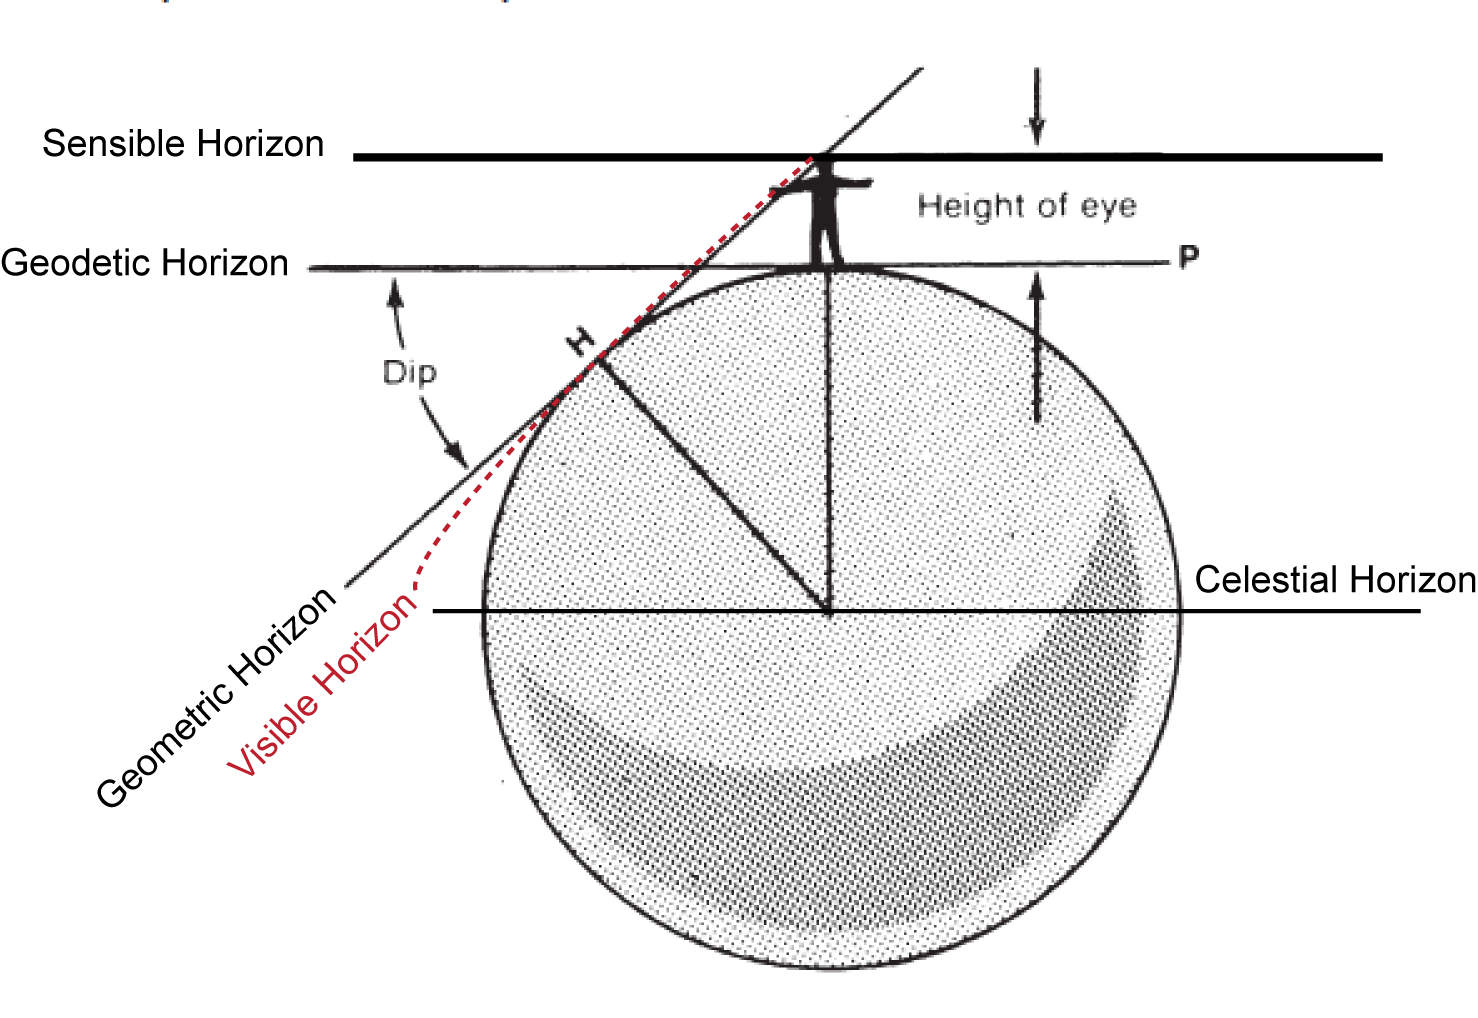 Sensible Horizon
Height of eye
Geodetic Horizon
P
H
Dip
Celestial Horizon
Geometric Horizon
Visible Horizon